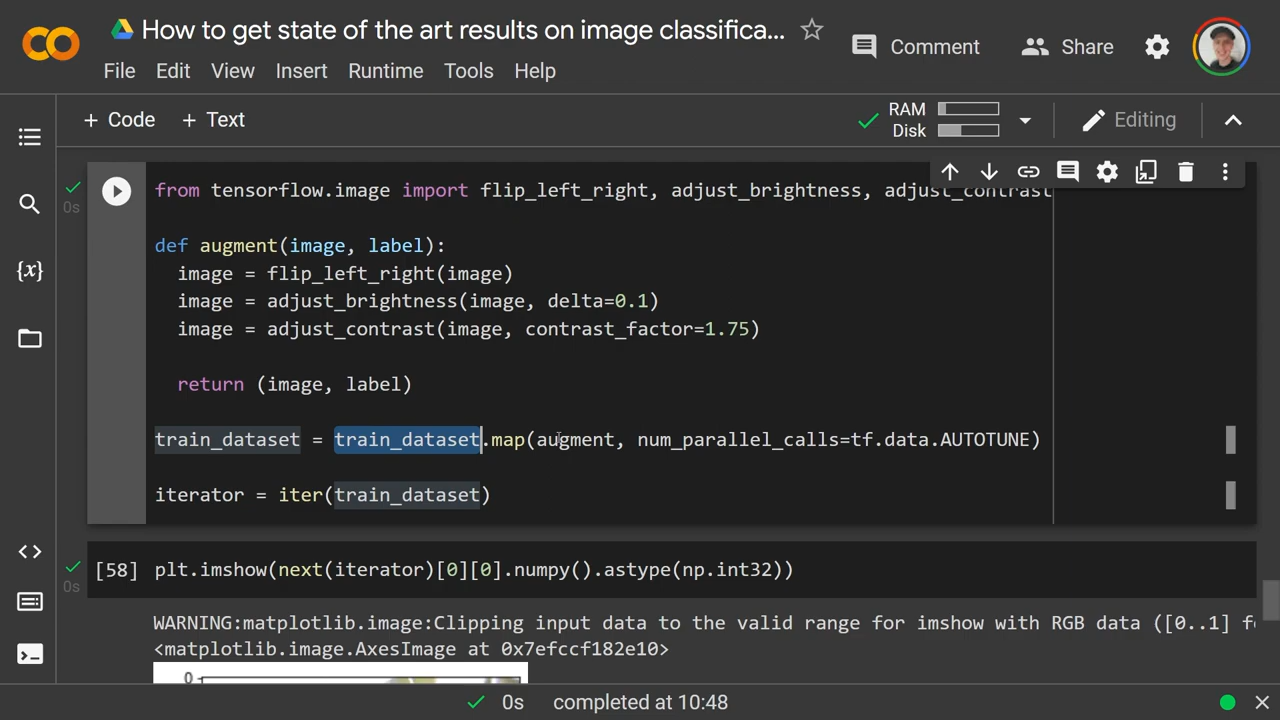 How to get state of the art results on image classifica...
Comment
Share
File Edit View Insert Runtime Tools Help
+ Code + Text
RAM
Disk
Editing
0s
from tensorflow.image import flip_left_right, adjust_brightness, adjust_contrast
def augment(image, label):
image = flip_left_right(image)
image = adjust_brightness(image, delta=0.1)
image = adjust_contrast(image, contrast_factor=1.75)
return (image, label)
train_dataset = train_dataset.map(augment, num_parallel_calls=tf.data.AUTOTUNE)
iterator = iter(train_dataset)
{x}
[58] plt.imshow(next(iterator)[0][0].numpy().astype(np.int32))
0s
WARNING:matplotlib.image:Clipping input data to the valid range for imshow with RGB data ([0..1] fo
<matplotlib.image.AxesImage at 0x7efccf182e10>
0
0s completed at 10:48